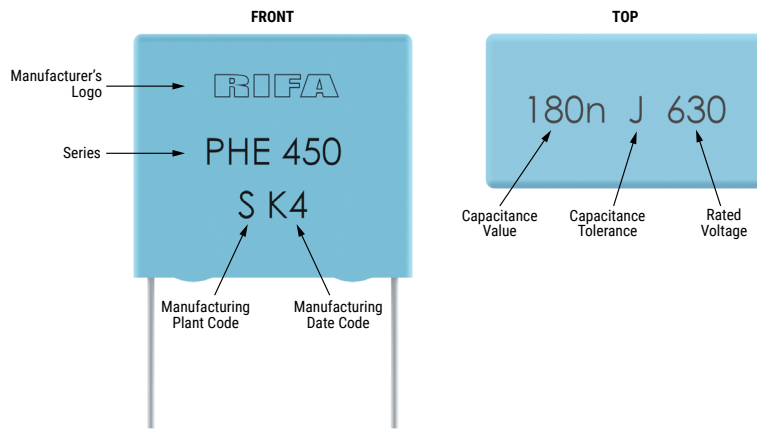 FRONT
Manufacturer's
Logo
RIFA
Series
PHE 450
S K4
Manufacturing
Plant Code
Manufacturing
Date Code
TOP
180n J 630
Capacitance
Value
Capacitance
Tolerance
Rated
Voltage